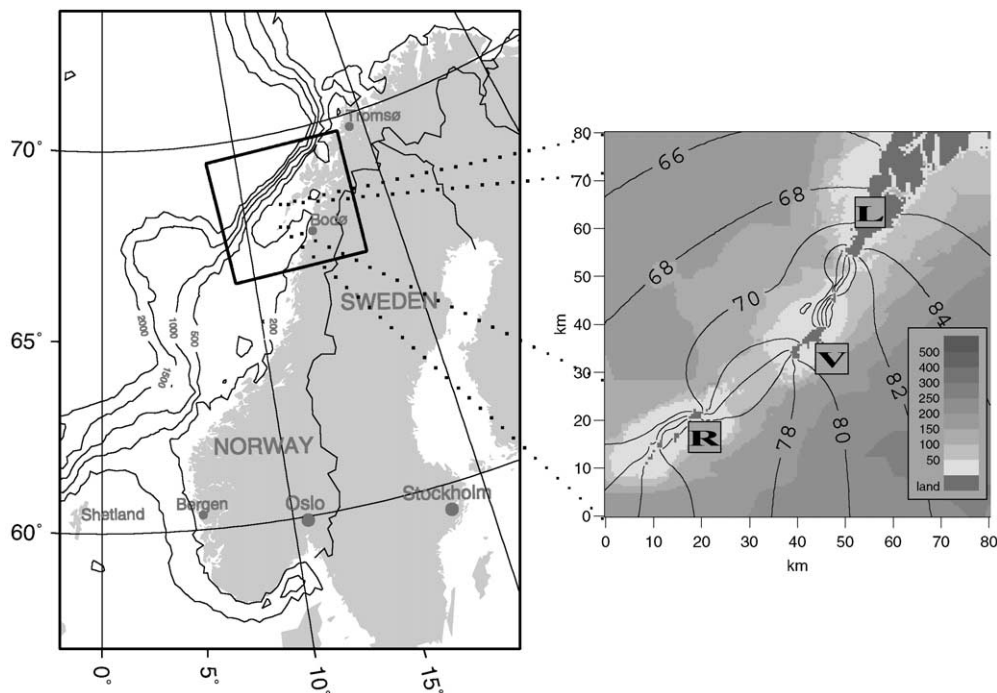 70°
65°
60°
0°
5°
10°
15°
Tromsø
Bodø
SWEDEN
NORWAY
Bergen
Oslo
Stockholm
Shetland
2000
1000
500
200
1500
80
70
60
50
km
40
30
20
10
0
0 10 20 30 40 50 60 70 80
km
66
68
68
70
84
82
80
78
L
V
R
500
400
300
250
200
150
100
50
land